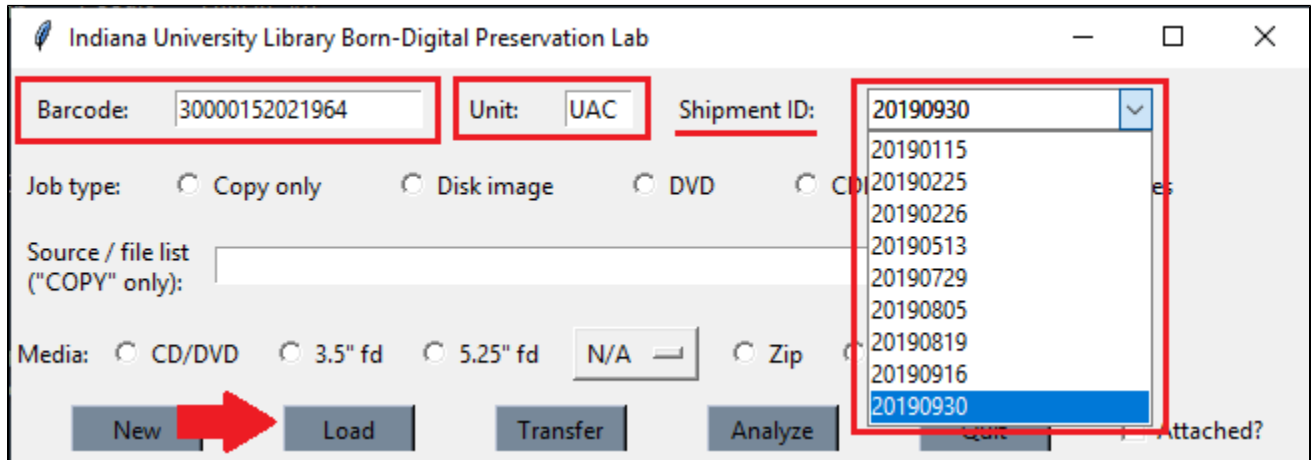 Indiana University Library Born-Digital Preservation Lab
Barcode: 30000152021964 Unit: UAC Shipment ID: 20190930
20190115
Job type: Copy only Disk image DVD 20190225
20190226
Source / file list 20190513
("COPY" only): 20190729
20190805
20190819
Media: CD/DVD 3.5" fd 5.25" fd N/A Zip 20190916
20190930
New Load Transfer Analyze Attached?